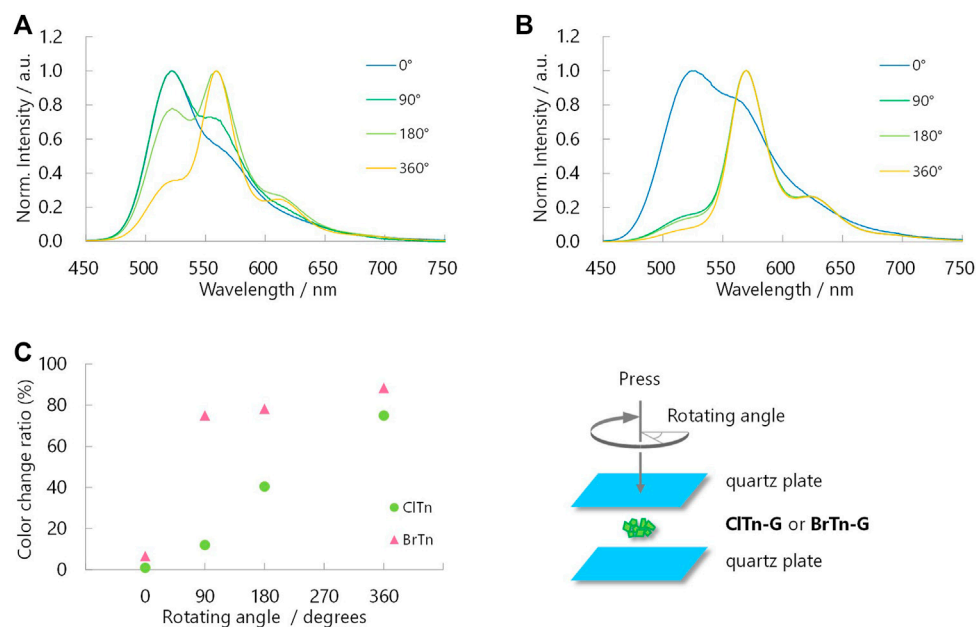 A
Norm. Intensity / a.u.
1.2
1.0
0.8
0.6
0.4
0.2
0.0
0°
90°
180°
360°
450 500 550 600 650 700 750
Wavelength / nm
B
Norm. Intensity / a.u.
1.2
1.0
0.8
0.6
0.4
0.2
0.0
0°
90°
180°
360°
450 500 550 600 650 700 750
Wavelength / nm
C
Color change ratio (%)
100
80
60
40
20
0
ClTn
BrTn
0 90 180 270 360
Rotating angle / degrees
Press
Rotating angle
quartz plate
ClTn-G or BrTn-G
quartz plate